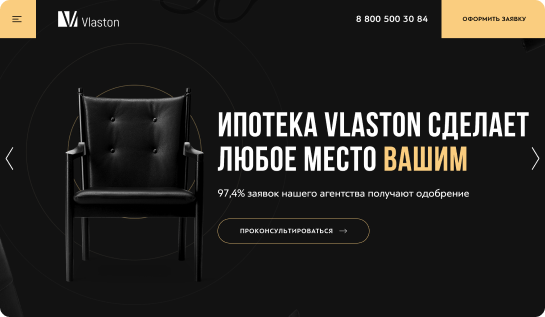 Vlaston
8 800 500 30 84
ОФОРМИТЬ ЗАЯВКУ
ИПОТЕКА VLASTON СДЕЛАЕТ
ЛЮБОЕ МЕСТО ВАШИМ
97,4% заявок нашего агентства получают одобрение
ПРОКОНСУЛЬТИРОВАТЬСЯ